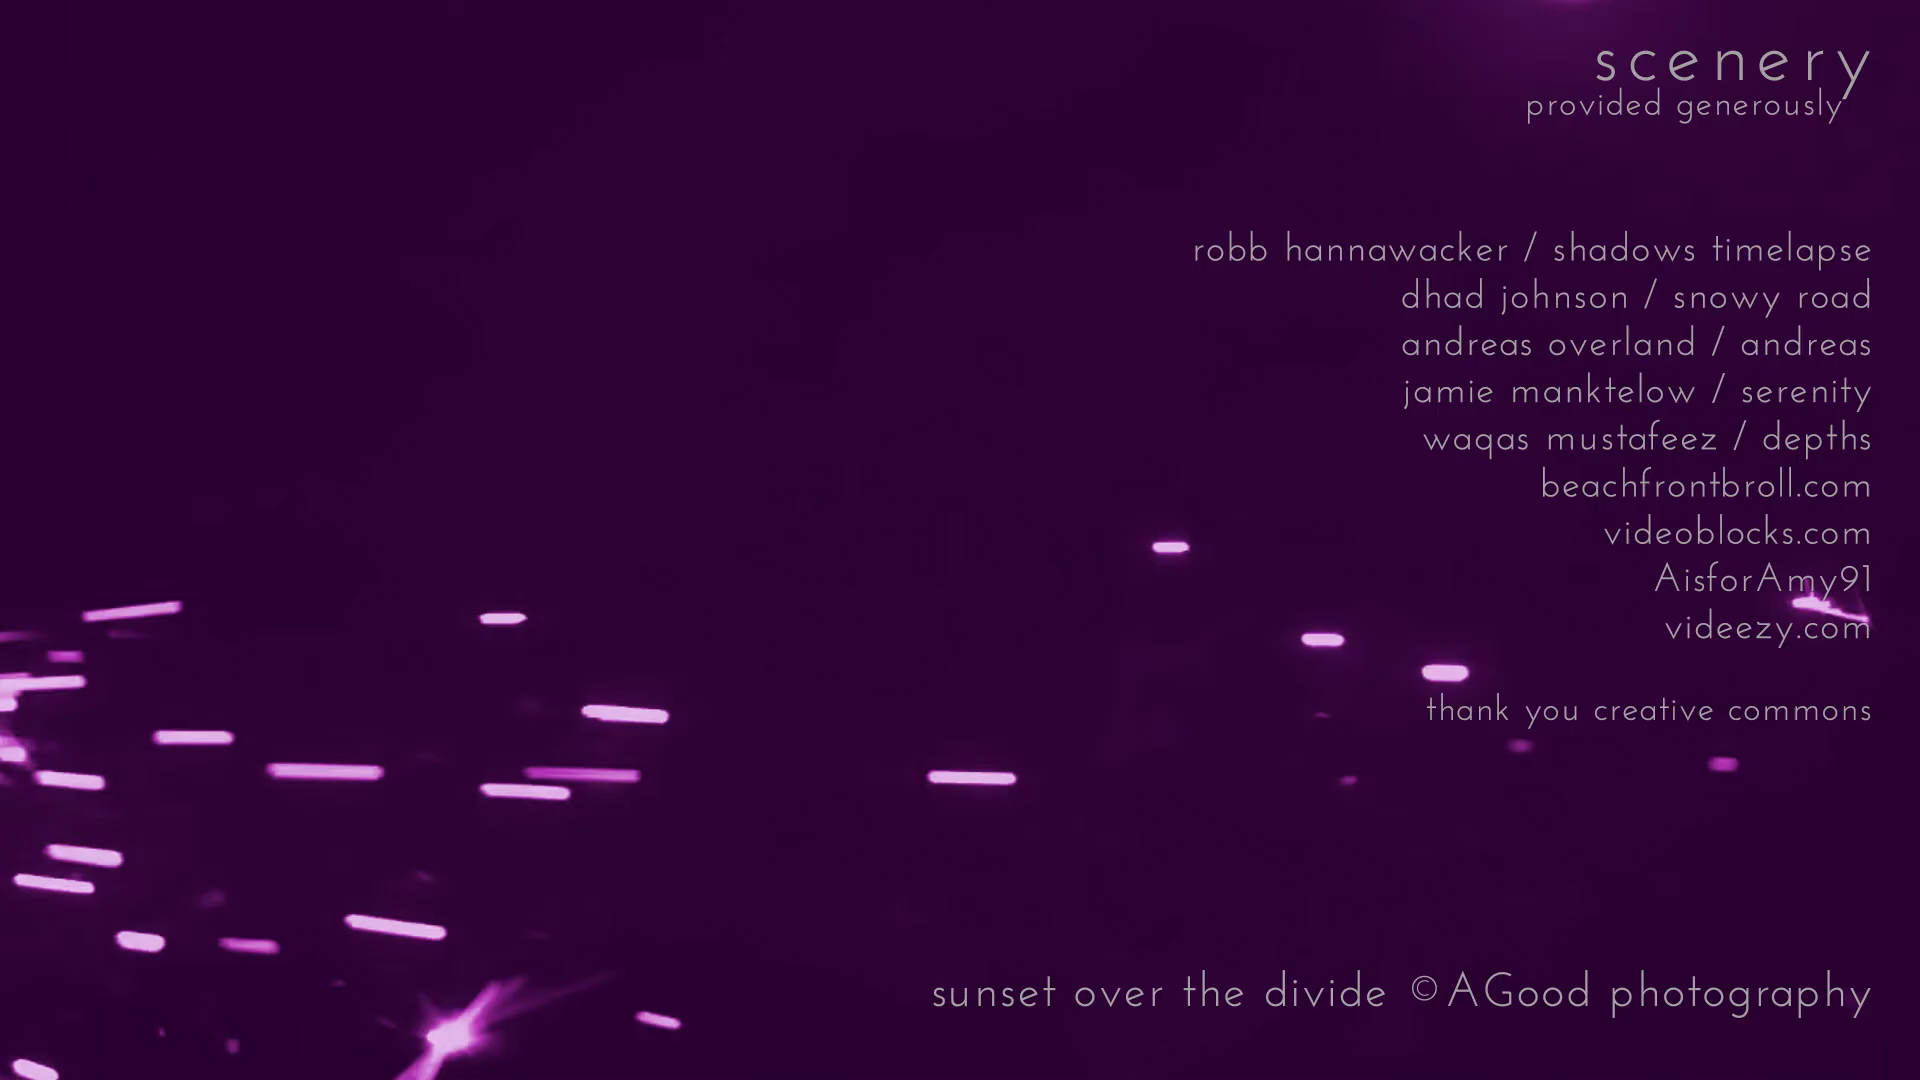 scenery
provided generously
robb hannawacker / shadows timelapse
dhad johnson / snowy road
andreas overland / andreas
jamie manktelow / serenity
waqas mustafeez / depths
beachfrontbroll.com
videoblocks.com
AisforAmy91
videezy.com
thank you creative commons
sunset over the divide ©AGood photography